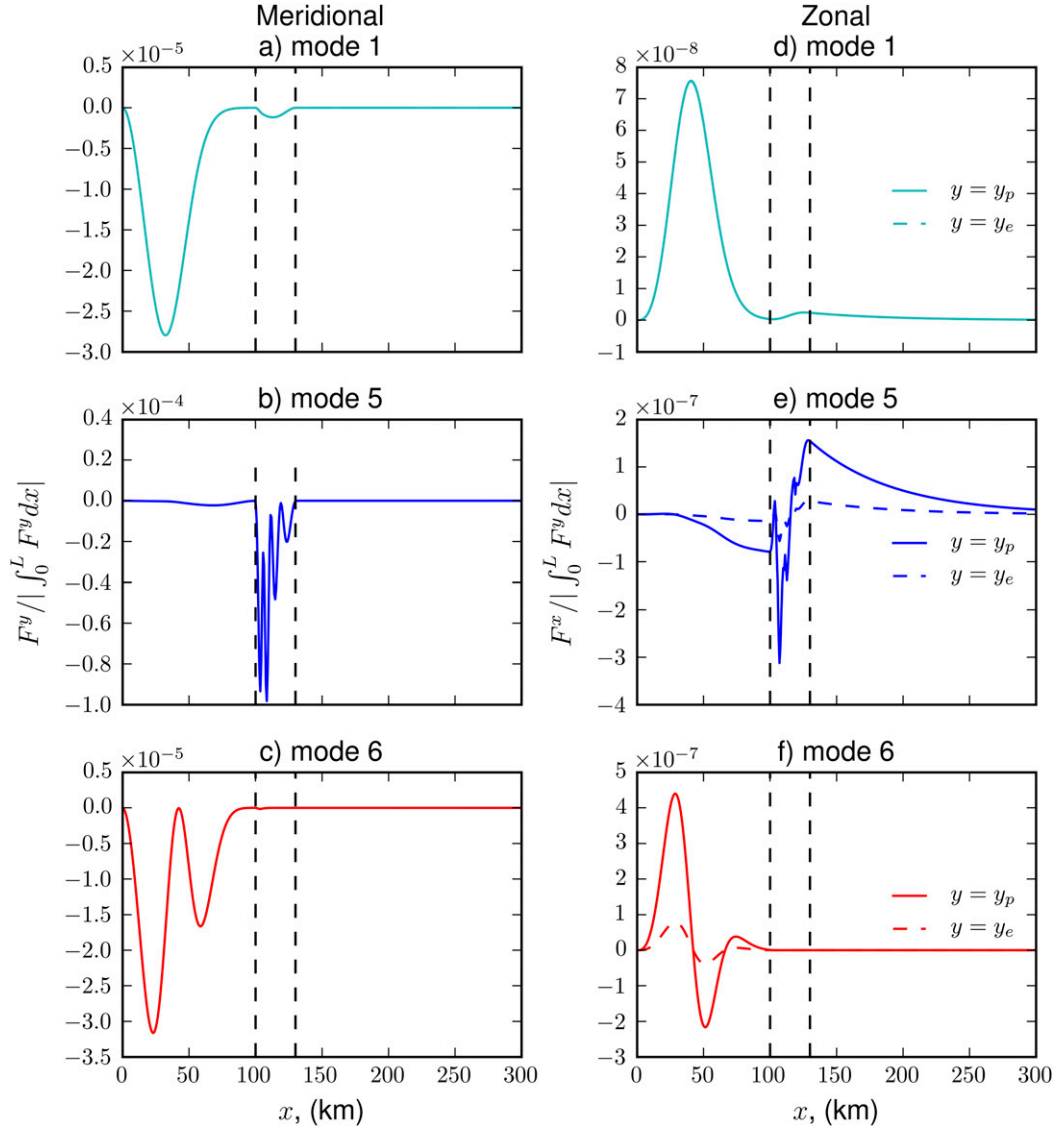 Meridional
a) mode 1
×10⁻⁵
0.5
0.0
−0.5
−1.0
−1.5
−2.0
−2.5
−3.0
Zonal
d) mode 1
×10⁻⁸
8
7
6
5
4
3
2
1
0
−1
y = y_p
y = y_e
b) mode 5
×10⁻⁴
0.4
0.2
0.0
−0.2
−0.4
−0.6
−0.8
−1.0
F^y/|∫_0^L F^y dx|
e) mode 5
×10⁻⁷
2
1
0
−1
−2
−3
−4
F^x/|∫_0^L F^y dx|
y = y_p
y = y_e
c) mode 6
×10⁻⁵
0.5
0.0
−0.5
−1.0
−1.5
−2.0
−2.5
−3.0
−3.5
0 50 100 150 200 250 300
x, (km)
f) mode 6
×10⁻⁷
5
4
3
2
1
0
−1
−2
−3
y = y_p
y = y_e
0 50 100 150 200 250 300
x, (km)